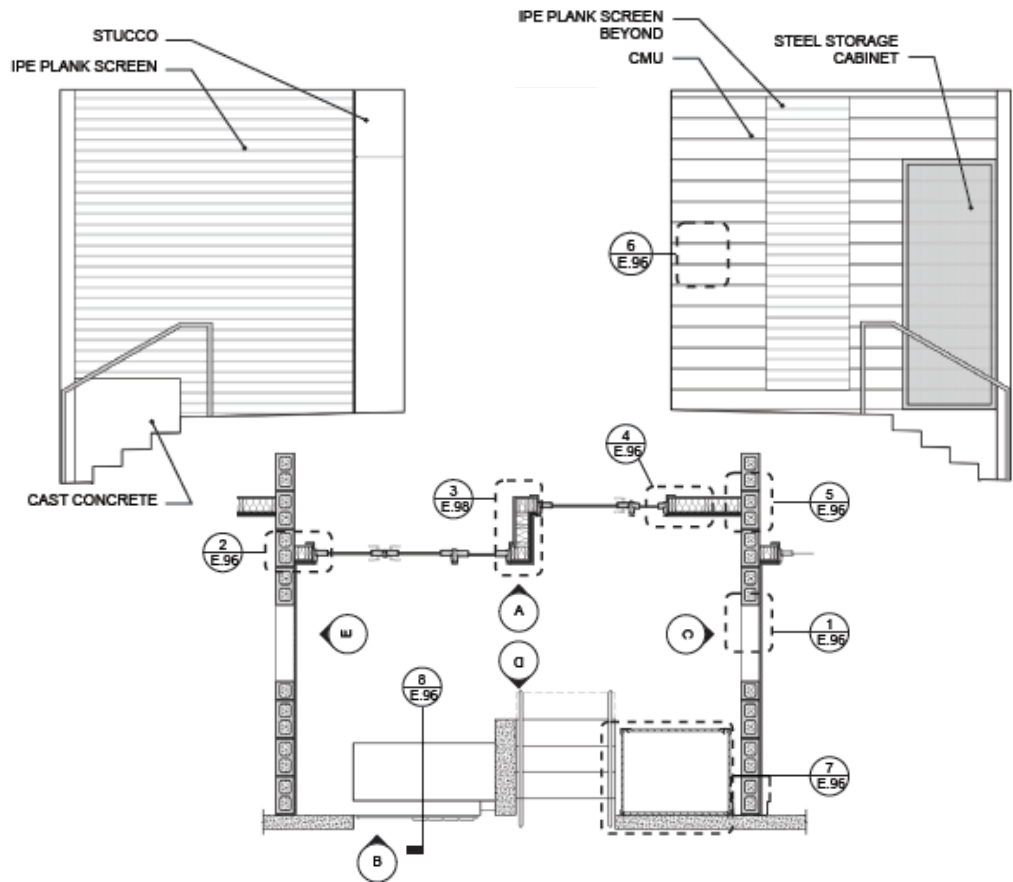 STUCCO
IPE PLANK SCREEN
CAST CONCRETE
IPE PLANK SCREEN
BEYOND
CMU
STEEL STORAGE
CABINET
6
E.96
4
E.96
3
E.98
5
E.96
2
E.96
A
E
C
1
E.96
D
8
E.96
7
E.96
B